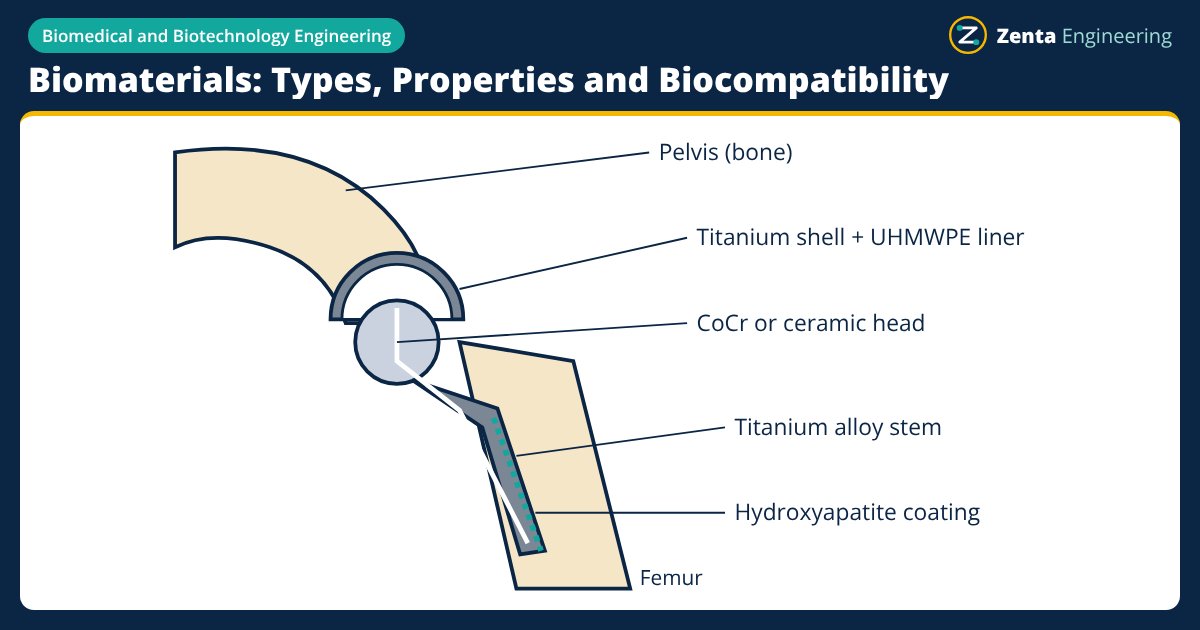 Biomedical and Biotechnology Engineering
Zenta Engineering
Biomaterials: Types, Properties and Biocompatibility
Pelvis (bone)
Titanium shell + UHMWPE liner
CoCr or ceramic head
Titanium alloy stem
Hydroxyapatite coating
Femur